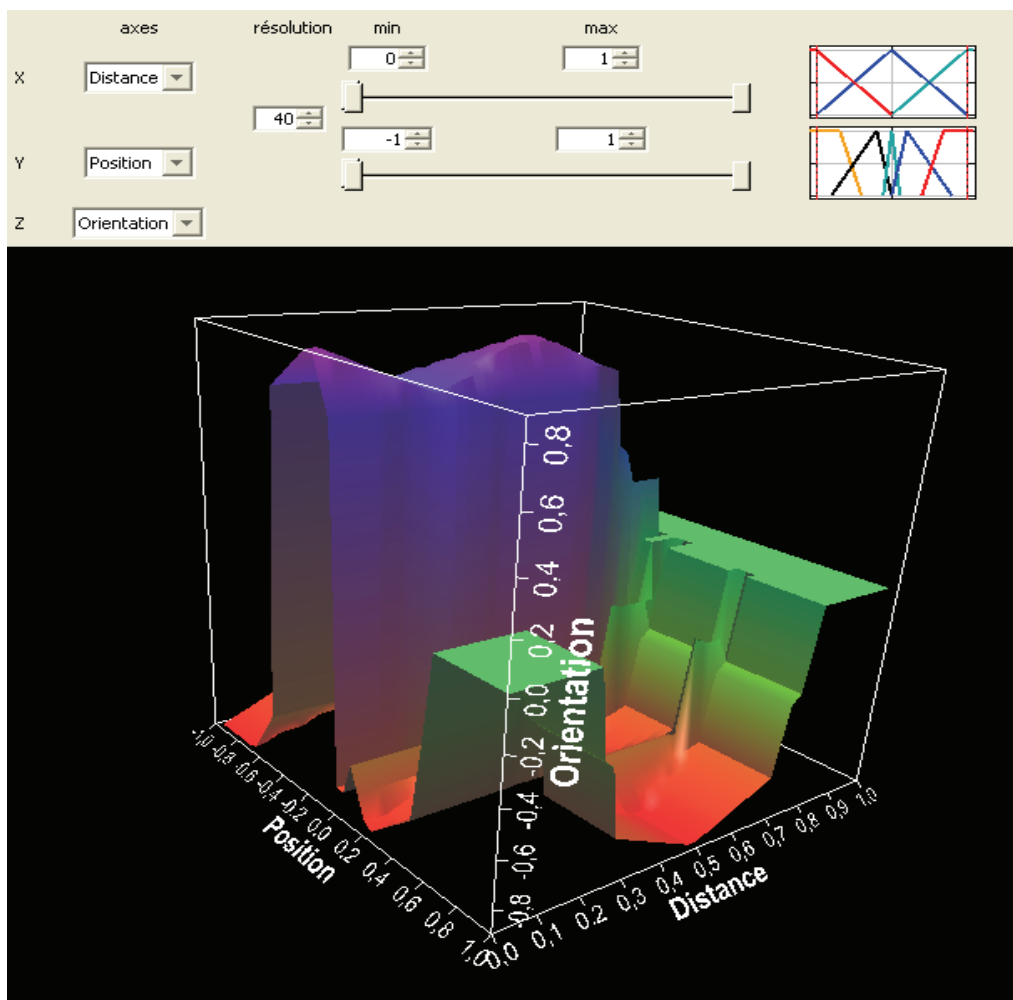 axes résolution min max
0 1
X Distance
40
-1 1
Y Position
Z Orientation
0,8
0,6
0,4
0,2
0,0
-0,2
-0,4
-0,6
-0,8
Orientation
-1,0 -0,8 -0,6 -0,4 -0,2 0,0 0,2 0,4 0,6 0,8 1,0
Position
0,0 0,1 0,2 0,3 0,4 0,5 0,6 0,7 0,8 0,9 1,0
Distance